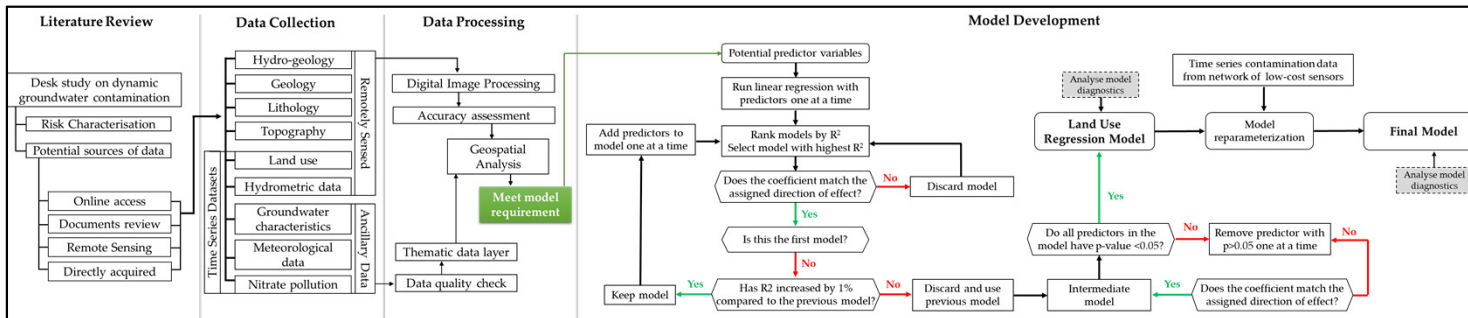 Literature Review
Desk study on dynamic
groundwater contamination
Risk Characterisation
Potential sources of data
Online access
Documents review
Remote Sensing
Directly acquired
Data Collection
Hydro-geology
Geology
Lithology
Topography
Land use
Hydrometric data
Groundwater
characteristics
Meteorological
data
Nitrate pollution
Time Series Datasets
Remotely Sensed
Ancillary Data
Data Processing
Digital Image Processing
Accuracy assessment
Geospatial
Analysis
Meet model
requirement
Thematic data layer
Data quality check
Model Development
Potential predictor variables
Run linear regression with
predictors one at a time
Add predictors to
model one at a time
Rank models by R²
Select model with highest R²
Does the coefficient match the
assigned direction of effect?
No
Discard model
Yes
Is this the first model?
No
Keep model
Yes
Has R2 increased by 1%
compared to the previous model?
No
Discard and use
previous model
Intermediate
model
Yes
Does the coefficient match the
assigned direction of effect?
No
Do all predictors in the
model have p-value <0.05?
No
Remove predictor with
p>0.05 one at a time
Yes
Analyse model
diagnostics
Land Use
Regression Model
Time series contamination data
from network of low-cost sensors
Model
reparameterization
Final Model
Analyse model
diagnostics